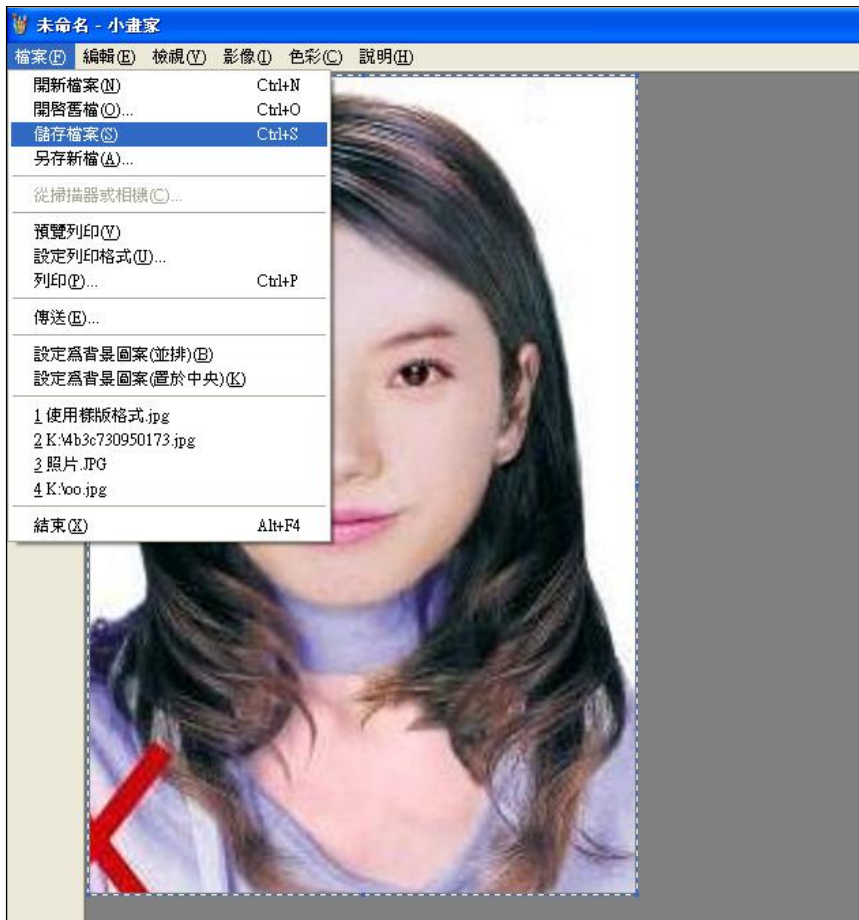 未命名 - 小畫家
檔案(F) 編輯(E) 檢視(V) 影像(I) 色彩(C) 說明(H)
開新檔案(N) Ctrl+N
開啓舊檔(O)... Ctrl+O
儲存檔案(S) Ctrl+S
另存新檔(A)...
從掃描器或相機(C)...
預覽列印(V)
設定列印格式(U)...
列印(P)... Ctrl+P
傳送(E)...
設定爲背景圖案(並排)(B)
設定爲背景圖案(置於中央)(K)
1 使用樣版格式.jpg
2 K:\4b3c730950173.jpg
3 照片.JPG
4 K:\oo.jpg
結束(X) Alt+F4